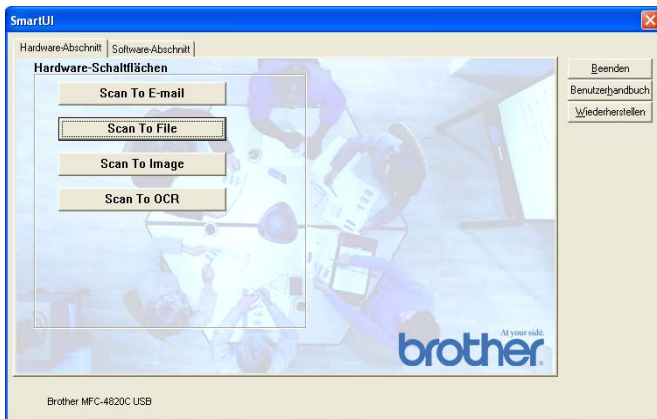 SmartUI
Hardware-Abschnitt Software-Abschnitt
Hardware-Schaltflächen
Scan To E-mail
Scan To File
Scan To Image
Scan To OCR
Beenden
Benutzerhandbuch
Wiederherstellen
At your side.
brother
Brother MFC-4820C USB